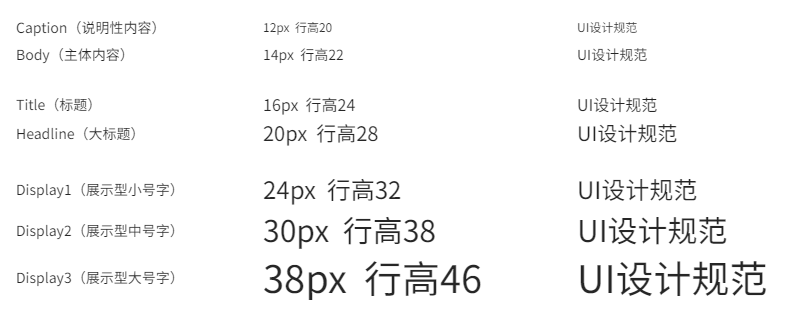 Caption（说明性内容） 12px 行高20 UI设计规范
Body（主体内容） 14px 行高22 UI设计规范
Title（标题） 16px 行高24 UI设计规范
Headline（大标题） 20px 行高28 UI设计规范
Display1（展示型小号字） 24px 行高32 UI设计规范
Display2（展示型中号字） 30px 行高38 UI设计规范
Display3（展示型大号字） 38px 行高46 UI设计规范